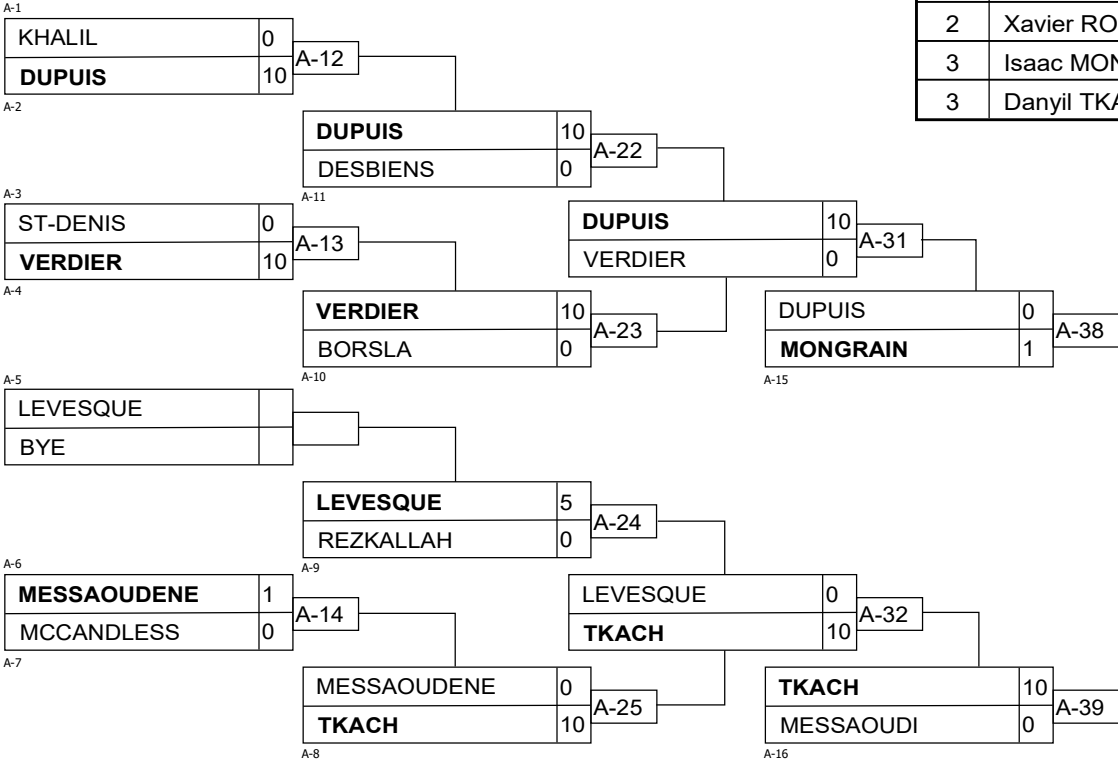 A-1
KHALIL 0
DUPUIS 10
A-12
A-2
2 Xavier
3 Isaac
3 Danyil
DUPUIS 10
DESBIENS 0
A-22
A-11
A-3
ST-DENIS 0
VERDIER 10
A-13
A-4
DUPUIS 10
VERDIER 0
A-31
VERDIER 10
BORSLA 0
A-23
A-10
DUPUIS 0
MONGRAIN 1
A-38
A-15
A-5
LEVESQUE
BYE
LEVESQUE 5
REZKALLAH 0
A-24
A-9
A-6
MESSAOUDENE 1
MCCANDLESS 0
A-14
A-7
LEVESQUE 0
TKACH 10
A-32
MESSAOUDENE 0
TKACH 10
A-25
A-8
TKACH 10
MESSAOUDI 0
A-39
A-16